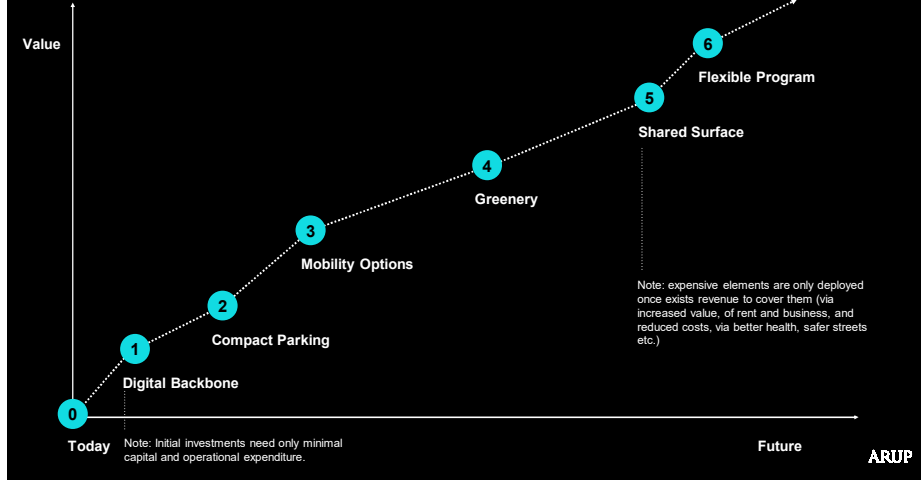 Value
6
Flexible Program
5
Shared Surface
4
Greenery
3
Mobility Options
Note: expensive elements are only deployed
once exists revenue to cover them (via
increased value, of rent and business, and
reduced costs, via better health, safer streets
etc.)
2
Compact Parking
1
Digital Backbone
0
Today
Note: Initial investments need only minimal
capital and operational expenditure.
Future
ARUP